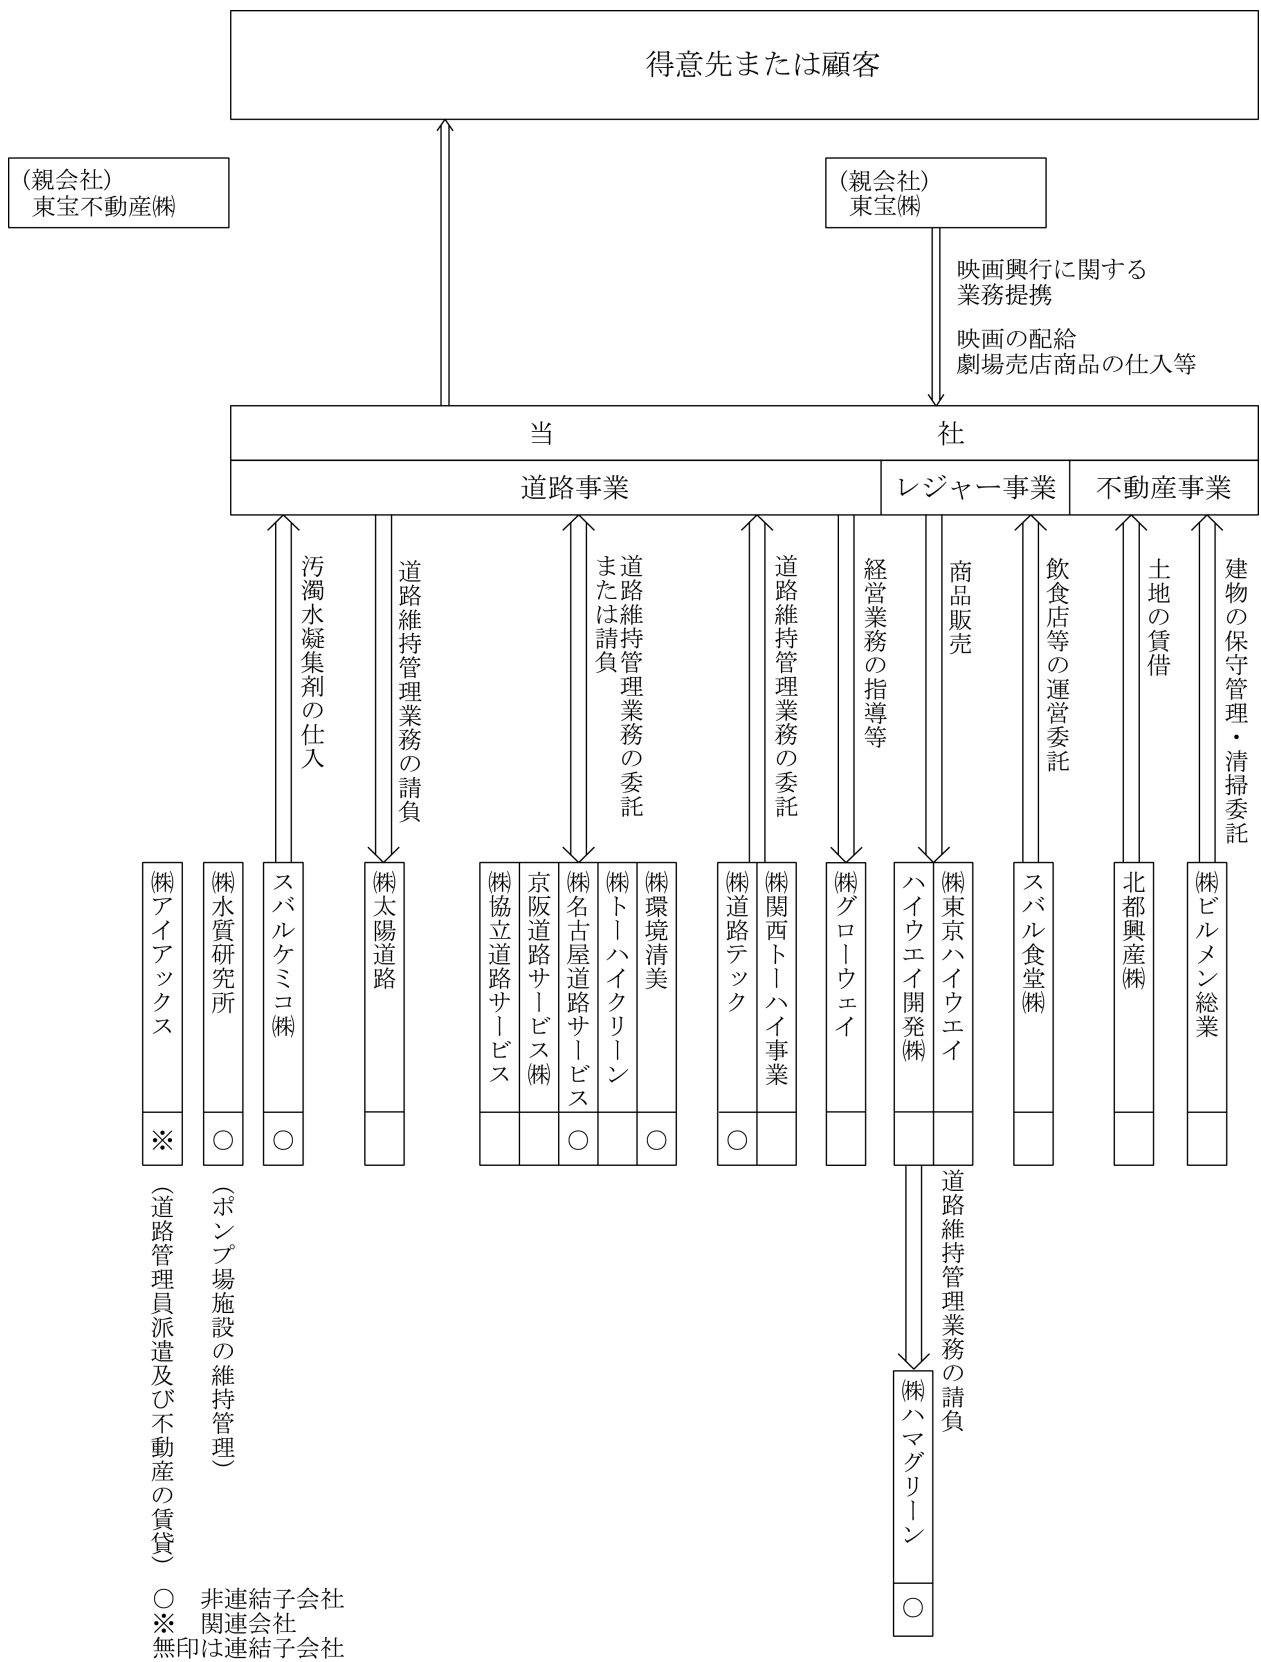 得意先または顧客
(親会社)
東宝不動産㈱
(親会社)
東宝㈱
映画興行に関する
業務提携
映画の配給
劇場売店商品の仕入等
当 社
道路事業
レジャー事業
不動産事業
汚濁水凝集剤の仕入
道路維持管理業務の請負
道路維持管理業務の委託
または請負
道路維持管理業務の委託
経営業務の指導等
商品販売
飲食店等の運営委託
土地の賃借
建物の保守管理・清掃委託
㈱アイアックス
※
(道路管理員派遣及び不動産の賃貸)
㈱水質研究所
○
(ポンプ場施設の維持管理)
スバルケミコ㈱
○
㈱太陽道路
㈱協立道路サービス
京阪道路サービス㈱
㈱名古屋道路サービス
○
㈱トーハイクリーン
㈱環境清美
○
㈱道路テック
○
㈱関西トーハイ事業
㈱グローウェイ
ハイウエイ開発㈱
㈱東京ハイウエイ
スバル食堂㈱
北都興産㈱
㈱ビルメン総業
道路維持管理業務の請負
㈱ハマグリーン
○
○ 非連結子会社
※ 関連会社
無印は連結子会社